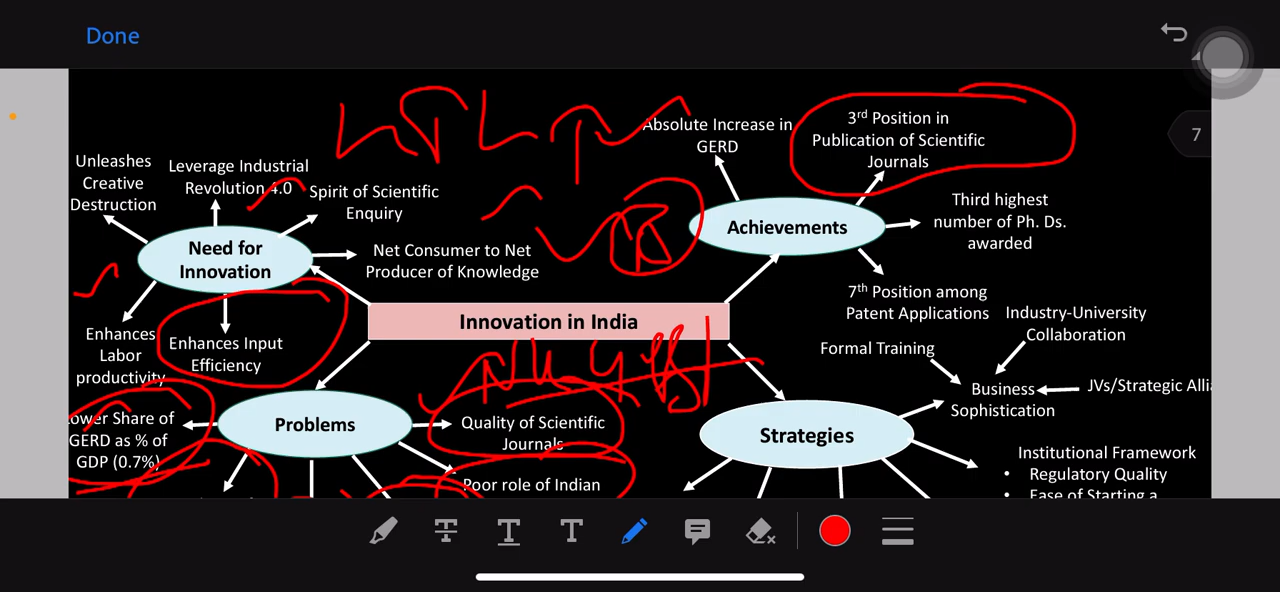 Done
7
Absolute Increase in
GERD
3rd Position in
Publication of Scientific
Journals
Third highest
number of Ph. Ds.
awarded
Achievements
7th Position among
Patent Applications
Unleashes
Creative
Destruction
Leverage Industrial
Revolution 4.0
Spirit of Scientific
Enquiry
Net Consumer to Net
Producer of Knowledge
Need for
Innovation
Enhances
Labor
productivity
Enhances Input
Efficiency
Innovation in India
Industry-University
Collaboration
Formal Training
Business
Sophistication
JVs/Strategic
Problems
Share of
GERD as % of
GDP (0.7%)
Quality of Scientific
Journals
Poor role of Indian
Strategies
Institutional Framework
• Regulatory Quality
• Ease of Starting a